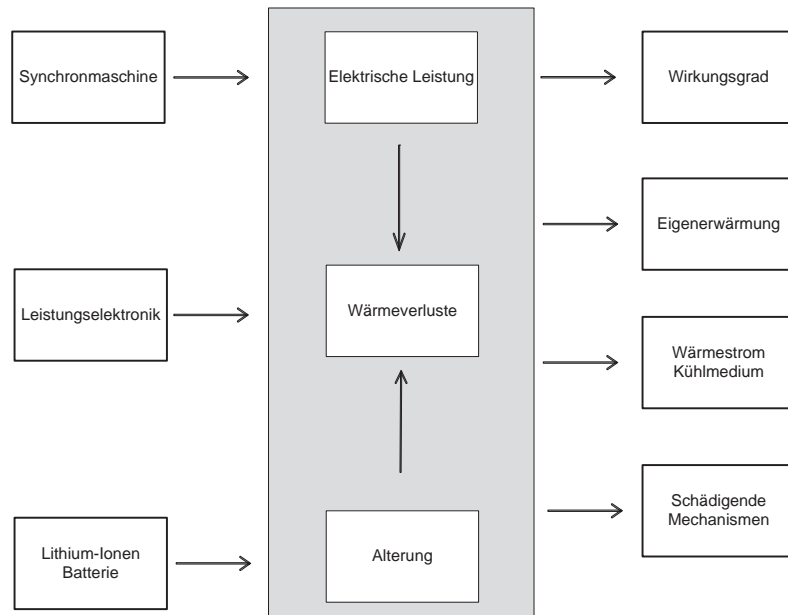 Synchronmaschine
Elektrische Leistung
Wirkungsgrad
Eigenerwärmung
Leistungselektronik
Wärmeverluste
Wärmestrom
Kühlmedium
Lithium-Ionen
Batterie
Alterung
Schädigende
Mechanismen